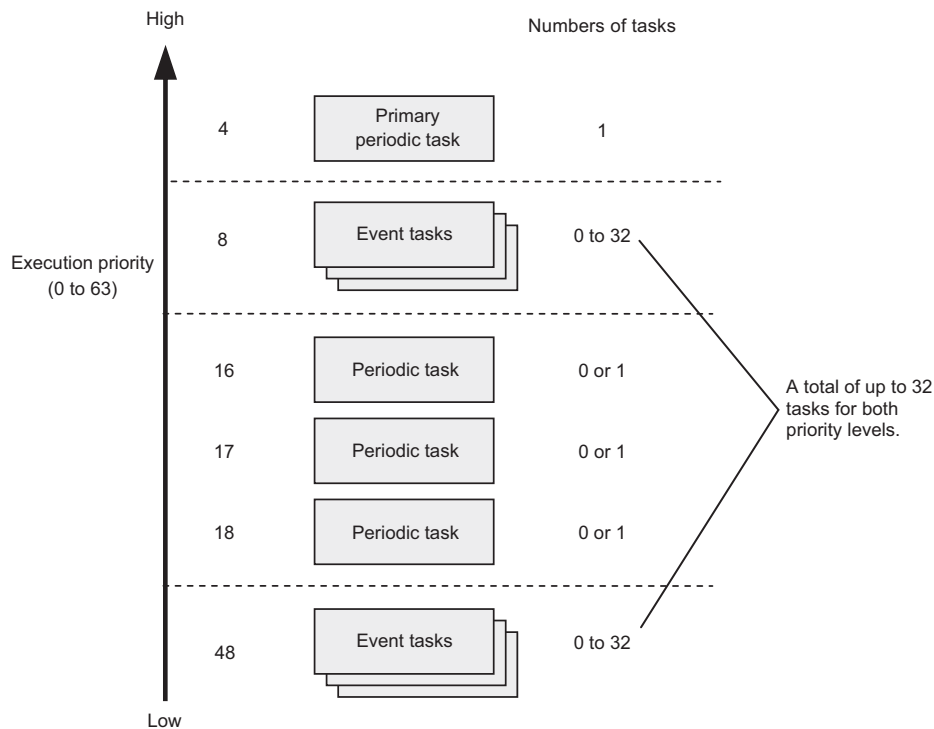 High
Numbers of tasks
4
Primary
periodic task
1
8
Event tasks
0 to 32
Execution priority
(0 to 63)
16
Periodic task
0 or 1
A total of up to 32
tasks for both
priority levels.
17
Periodic task
0 or 1
18
Periodic task
0 or 1
48
Event tasks
0 to 32
Low